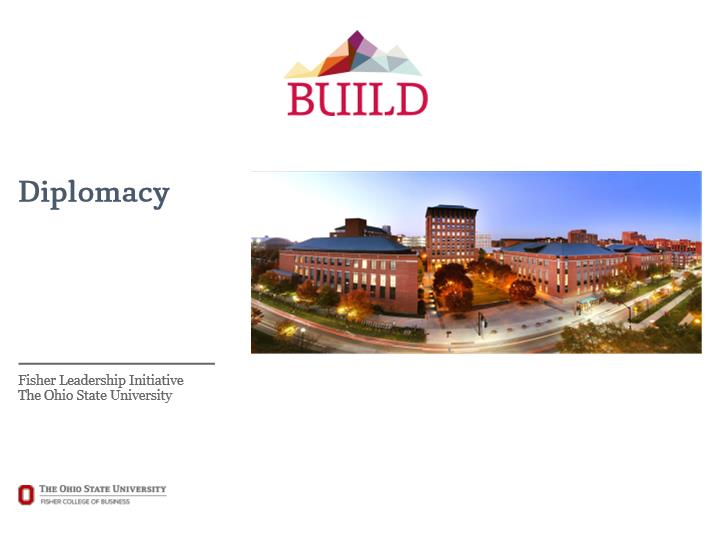 BUILD
Diplomacy
Fisher Leadership Initiative
The Ohio State University
THE OHIO STATE UNIVERSITY
FISHER COLLEGE OF BUSINESS